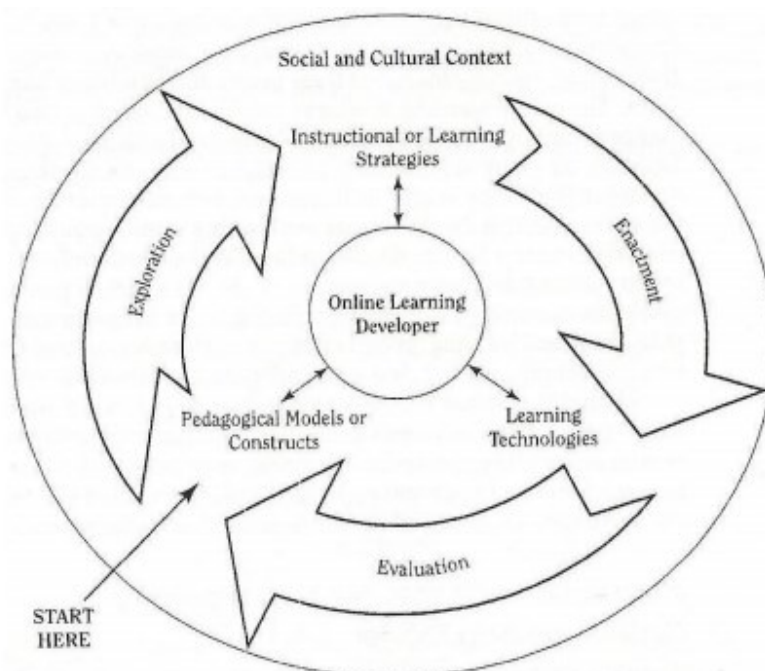 Social and Cultural Context
Instructional or Learning
Strategies
Exploration
Enactment
Online Learning
Developer
Pedagogical Models or
Constructs
Learning
Technologies
Evaluation
START
HERE